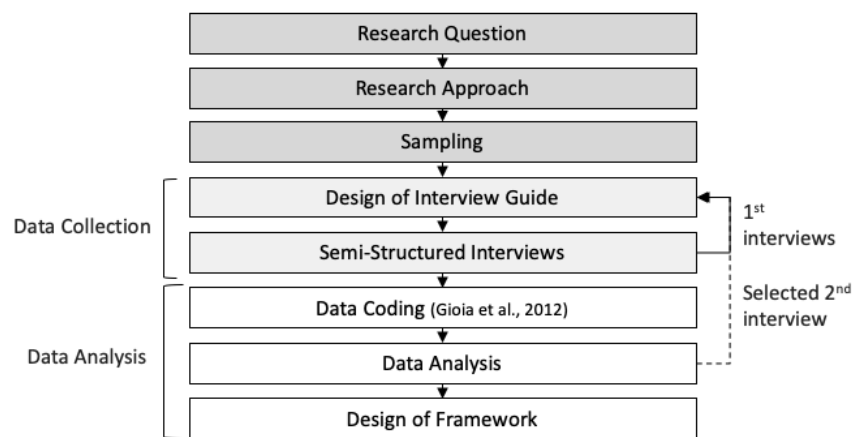 Research Question
Research Approach
Sampling
Design of Interview Guide
Data Collection
1st
interviews
Semi-Structured Interviews
Selected 2nd
interview
Data Coding (Gioia et al., 2012)
Data Analysis
Data Analysis
Design of Framework